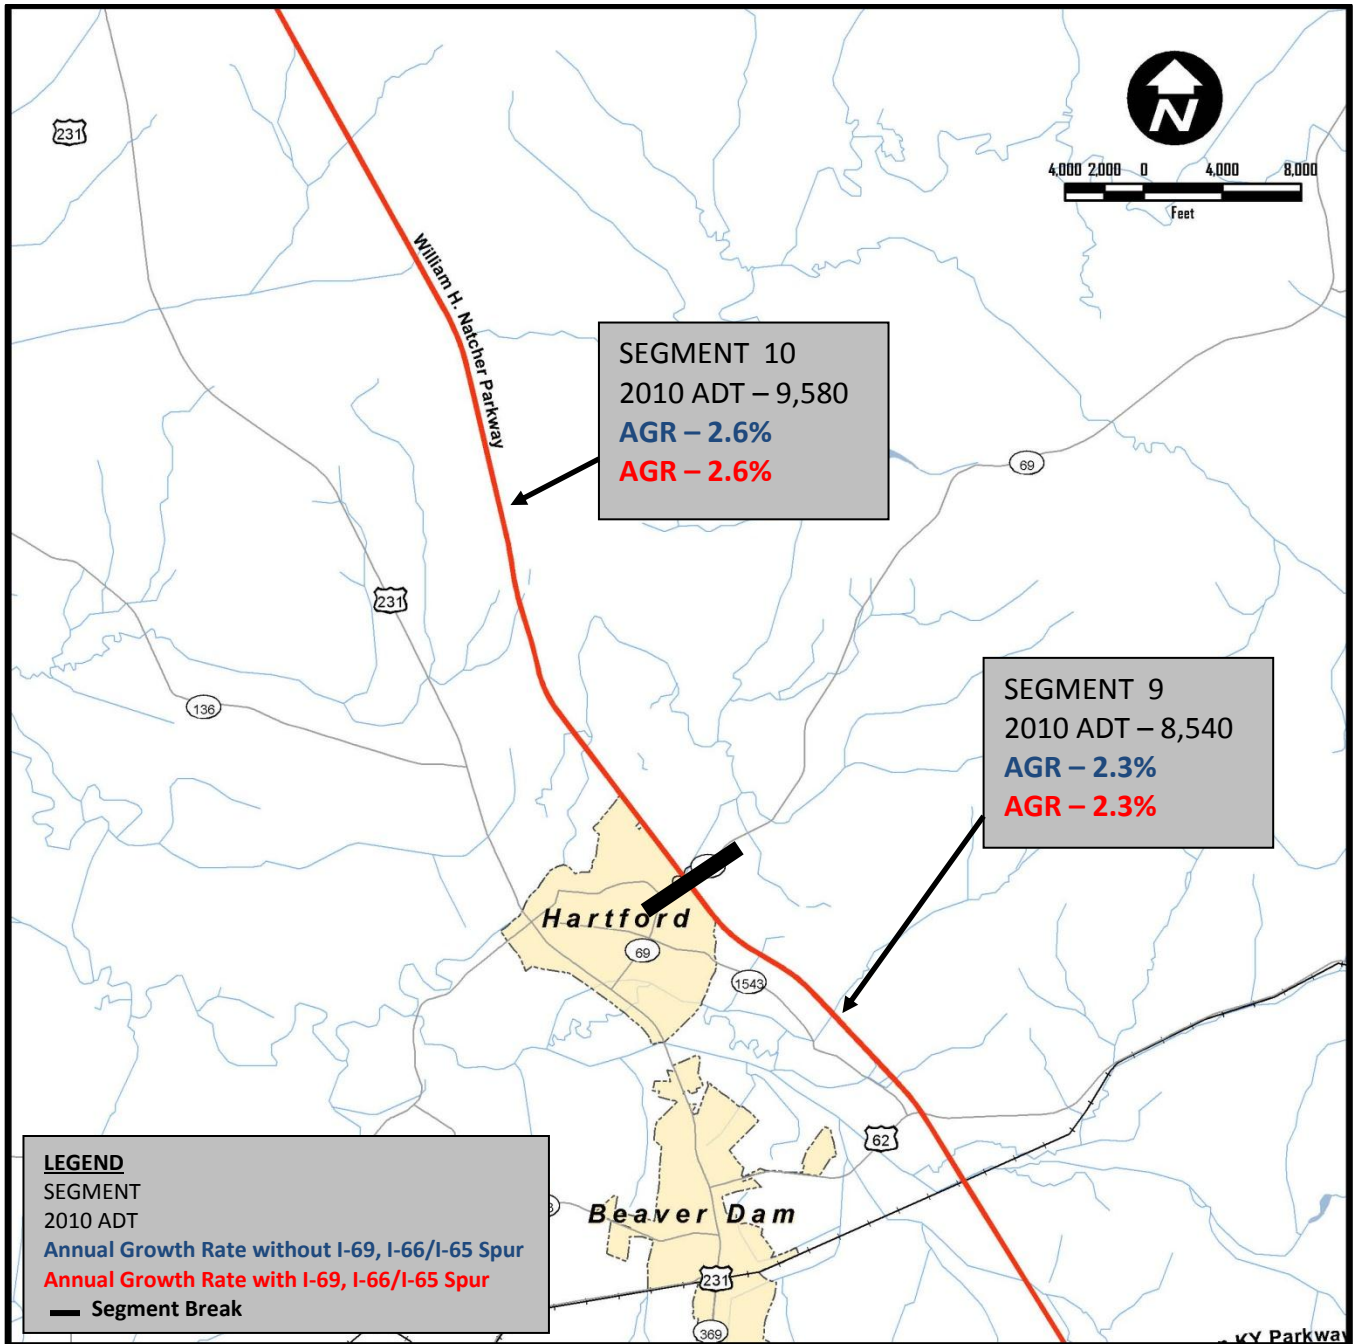 231
N
4,000 2,000 0 4,000 8,000
Feet
William H. Natcher Parkway
SEGMENT 10
2010 ADT – 9,580
AGR – 2.6%
AGR – 2.6%
69
231
136
SEGMENT 9
2010 ADT – 8,540
AGR – 2.3%
AGR – 2.3%
Hartford
69
1543
62
Beaver Dam
231
369
KY Parkway
LEGEND
SEGMENT
2010 ADT
Annual Growth Rate without I-69, I-66/I-65 Spur
Annual Growth Rate with I-69, I-66/I-65 Spur
Segment Break